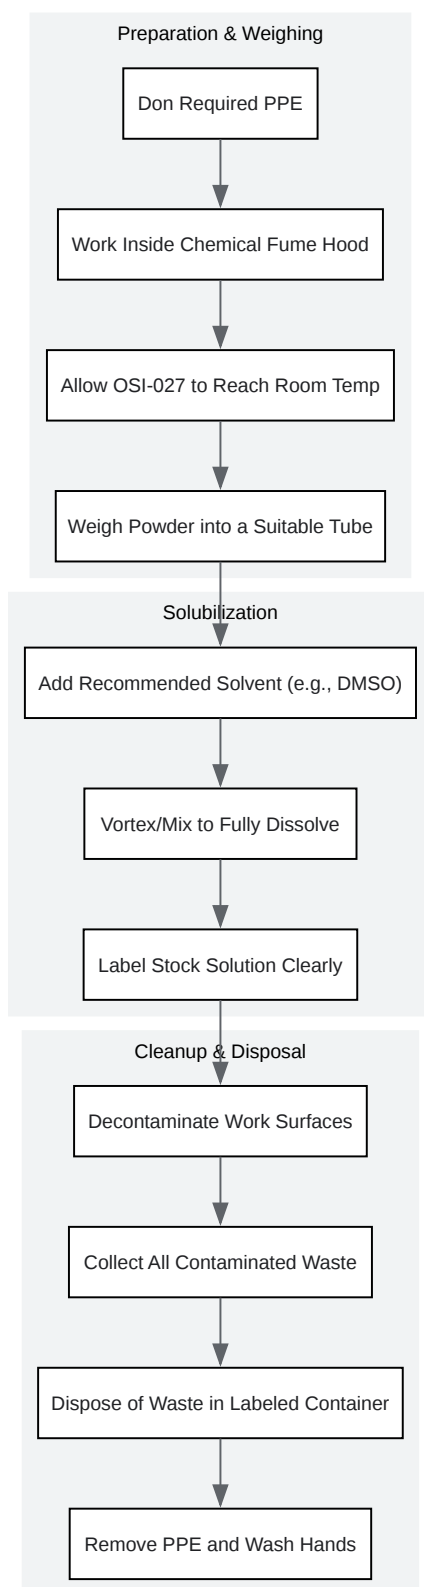 Preparation & Weighing
Don Required PPE
Work Inside Chemical Fume Hood
Allow OSI-027 to Reach Room Temp
Weigh Powder into a Suitable Tube
Solubilization
Add Recommended Solvent (e.g., DMSO)
Vortex/Mix to Fully Dissolve
Label Stock Solution Clearly
Cleanup & Disposal
Decontaminate Work Surfaces
Collect All Contaminated Waste
Dispose of Waste in Labeled Container
Remove PPE and Wash Hands